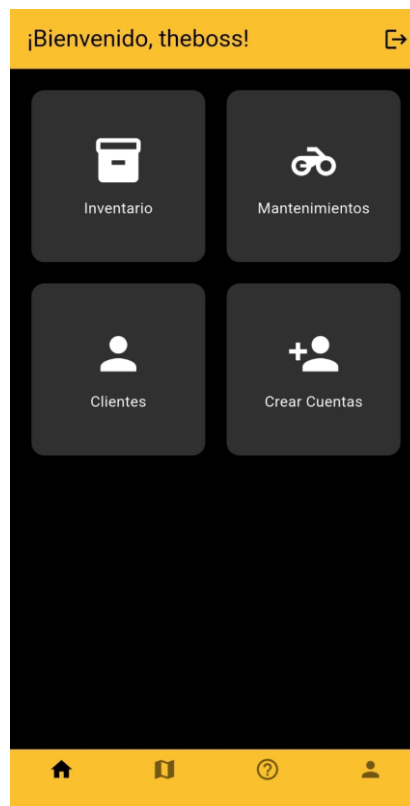 ¡Bienvenido, theboss!
Inventario
Mantenimientos
Clientes
Crear Cuentas